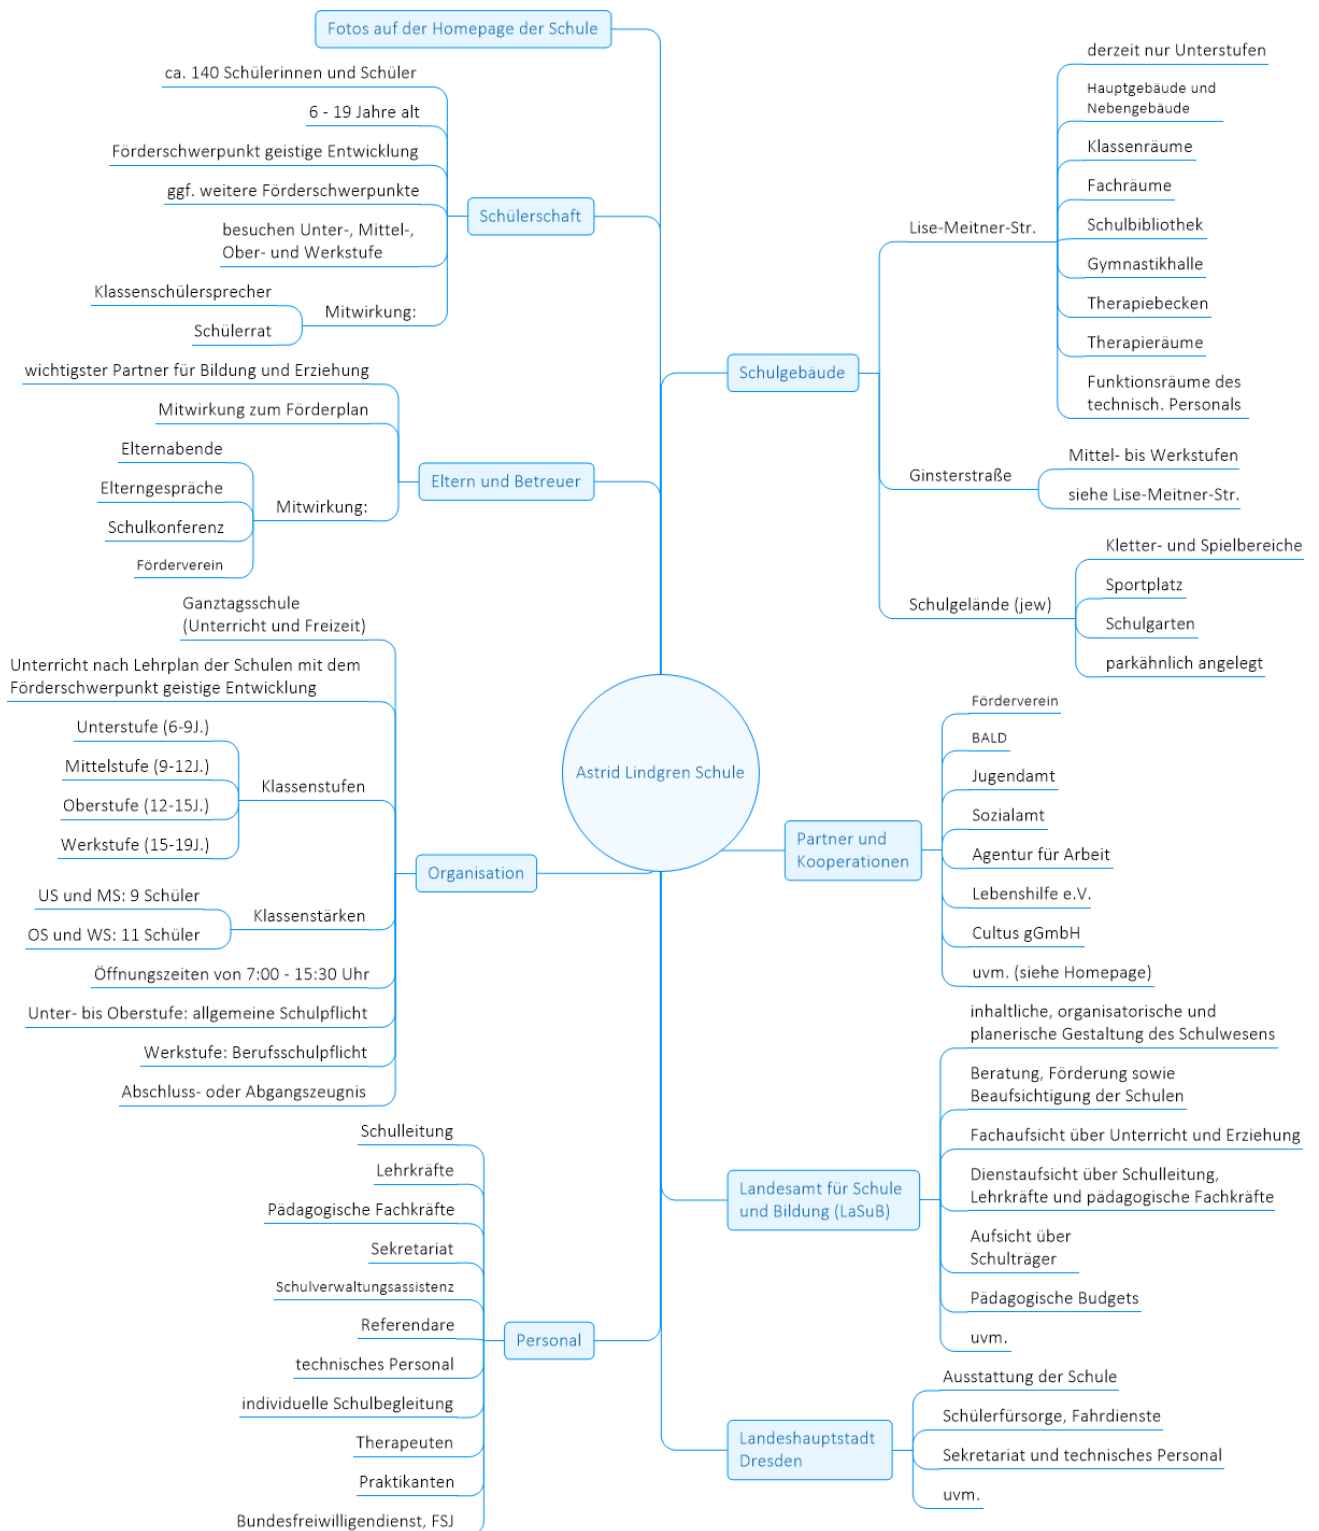 Fotos auf der Homepage der Schule
ca. 140 Schülerinnen und Schüler
6 - 19 Jahre alt
Förderschwerpunkt geistige Entwicklung
ggf. weitere Förderschwerpunkte
besuchen Unter-, Mittel-,
Ober- und Werkstufe
Klassenschülersprecher
Schülerrat
Mitwirkung:
Schülerschaft
wichtigster Partner für Bildung und Erziehung
Mitwirkung zum Förderplan
Elternabende
Elterngespräche
Schulkonferenz
Förderverein
Mitwirkung:
Eltern und Betreuer
Ganztagsschule
(Unterricht und Freizeit)
Unterricht nach Lehrplan der Schulen mit dem
Förderschwerpunkt geistige Entwicklung
Unterstufe (6-9J.)
Mittelstufe (9-12J.)
Oberstufe (12-15J.)
Werkstufe (15-19J.)
Klassenstufen
US und MS: 9 Schüler
OS und WS: 11 Schüler
Klassenstärken
Öffnungszeiten von 7:00 - 15:30 Uhr
Unter- bis Oberstufe: allgemeine Schulpflicht
Werkstufe: Berufsschulpflicht
Abschluss- oder Abgangszeugnis
Organisation
Schulleitung
Lehrkräfte
Pädagogische Fachkräfte
Sekretariat
Schulverwaltungsassistenz
Referendare
technisches Personal
individuelle Schulbegleitung
Therapeuten
Praktikanten
Bundesfreiwilligendienst, FSJ
Personal
Astrid Lindgren Schule
Schulgebäude
Lise-Meitner-Str.
derzeit nur Unterstufen
Hauptgebäude und
Nebengebäude
Klassenräume
Fachräume
Schulbibliothek
Gymnastikhalle
Therapiebecken
Therapieräume
Funktionsräume des
technisch. Personals
Ginsterstraße
Mittel- bis Werkstufen
siehe Lise-Meitner-Str.
Schulgelände (jew)
Kletter- und Spielbereiche
Sportplatz
Schulgarten
parkähnlich angelegt
Partner und
Kooperationen
Förderverein
BALD
Jugendamt
Sozialamt
Agentur für Arbeit
Lebenshilfe e.V.
Cultus gGmbH
uvm. (siehe Homepage)
Landesamt für Schule
und Bildung (LaSuB)
inhaltliche, organisatorische und
planerische Gestaltung des Schulwesens
Beratung, Förderung sowie
Beaufsichtigung der Schulen
Fachaufsicht über Unterricht und Erziehung
Dienstaufsicht über Schulleitung,
Lehrkräfte und pädagogische Fachkräfte
Aufsicht über
Schulträger
Pädagogische Budgets
uvm.
Landeshauptstadt
Dresden
Ausstattung der Schule
Schülerfürsorge, Fahrdienste
Sekretariat und technisches Personal
uvm.